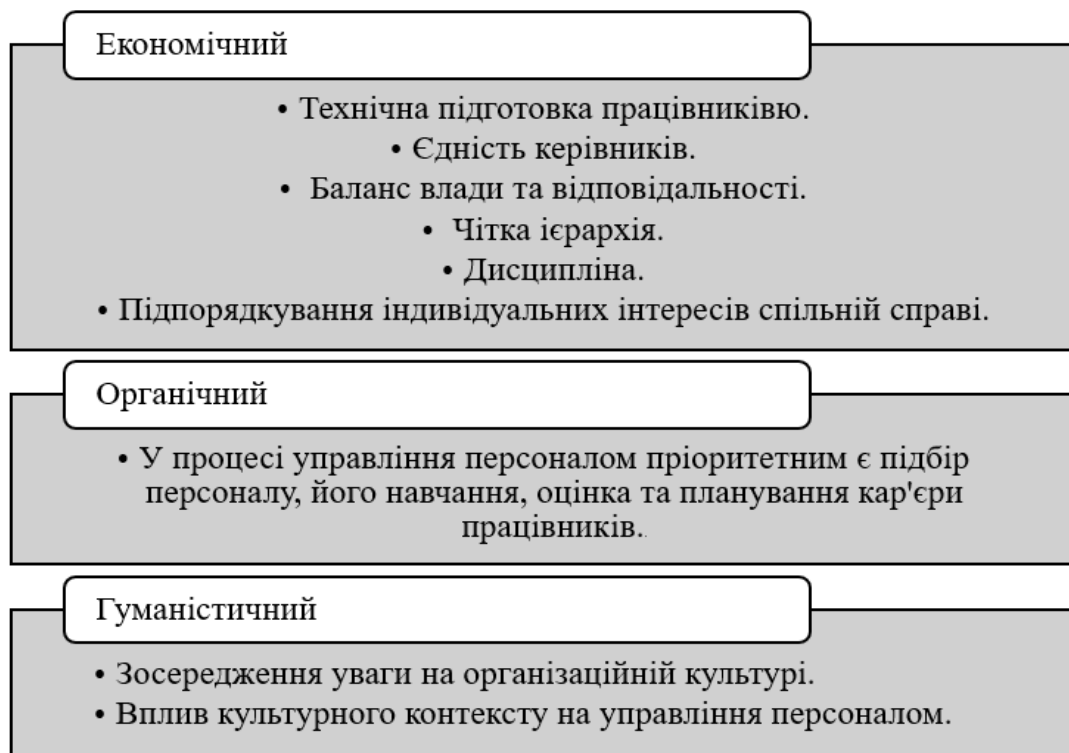 Економічний
• Технічна підготовка працівниківю.
• Єдність керівників.
• Баланс влади та відповідальності.
• Чітка ієрархія.
• Дисципліна.
• Підпорядкування індивідуальних інтересів спільній справі.
Органічний
• У процесі управління персоналом пріоритетним є підбір
персоналу, його навчання, оцінка та планування кар'єри
працівників..
Гуманістичний
• Зосередження уваги на організаційній культурі.
• Вплив культурного контексту на управління персоналом.